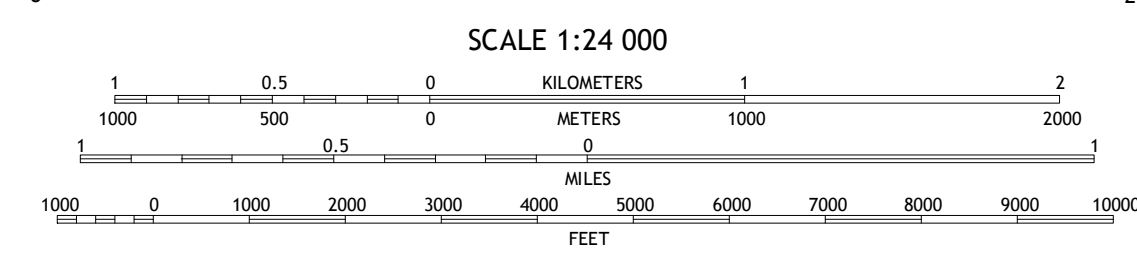 SCALE 1:24 000
1 0.5 0 KILOMETERS 1 2
1000 500 0 METERS 1000 2000
1 0.5 0 1
MILES
1000 0 1000 2000 3000 4000 5000 6000 7000 8000 9000 10000
FEET